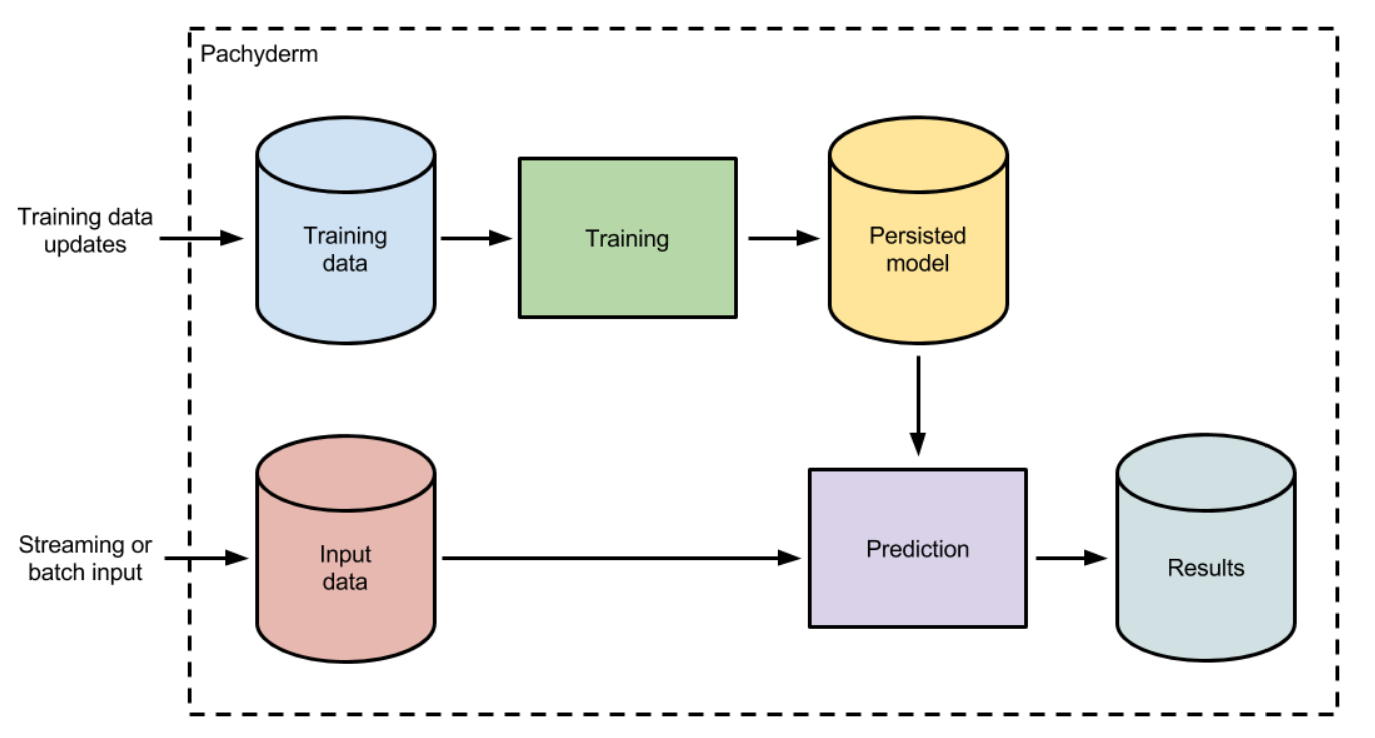 Pachyderm
Training data
updates
Training
data
Training
Persisted
model
Streaming or
batch input
Input
data
Prediction
Results